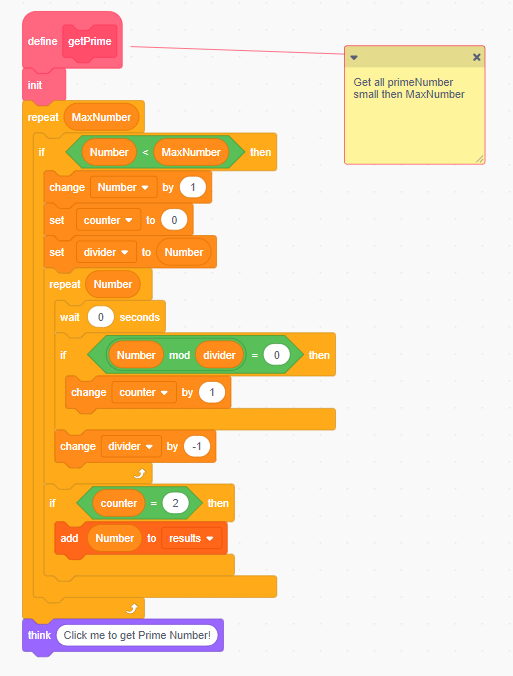 define getPrime
init
repeat MaxNumber
if Number < MaxNumber then
change Number by 1
set counter to 0
set divider to Number
repeat Number
wait 0 seconds
if Number mod divider = 0 then
change counter by 1
change divider by -1
if counter = 2 then
add Number to results
think Click me to get Prime Number!
Get all primeNumber
small then MaxNumber